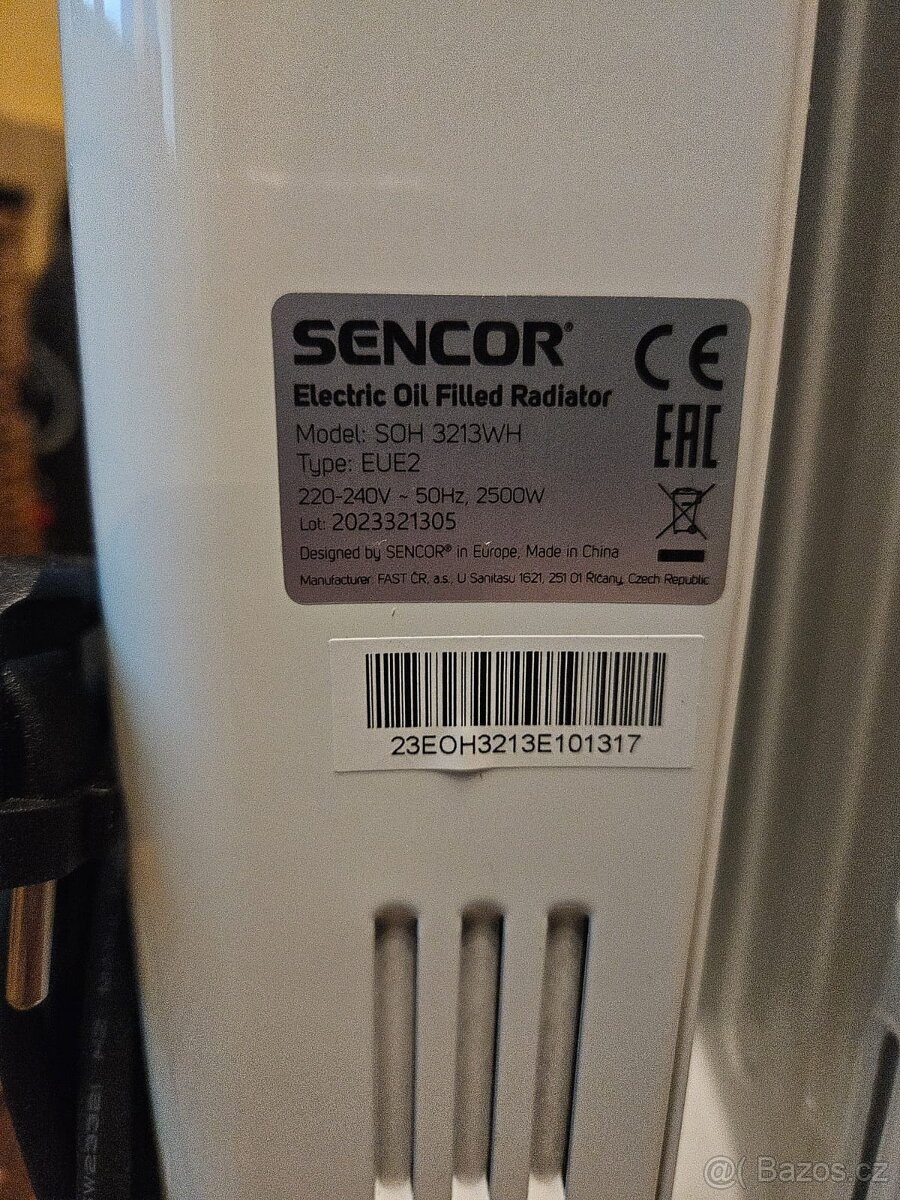 SENCOR®
CE
Electric Oil Filled Radiator
EAC
Model: SOH 3213WH
Type: EUE2
220-240V ~ 50Hz, 2500W
Lot: 2023321305
Designed by SENCOR® in Europe, Made in China
Manufacturer: FAST ČR, a.s., U Sanitasu 1621, 251 01 Říčany, Czech Republic
23EOH3213E101317
@( Bazos.cz